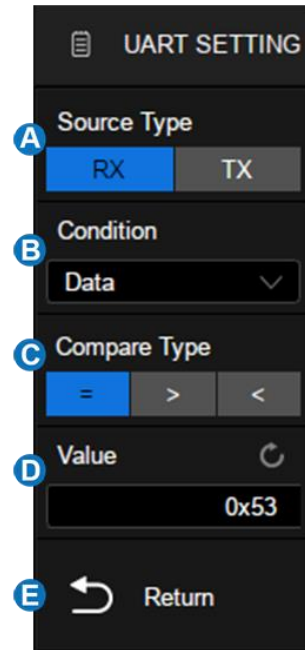 UART SETTING
A Source Type
RX TX
B Condition
Data
C Compare Type
= > <
D Value
0x53
E Return